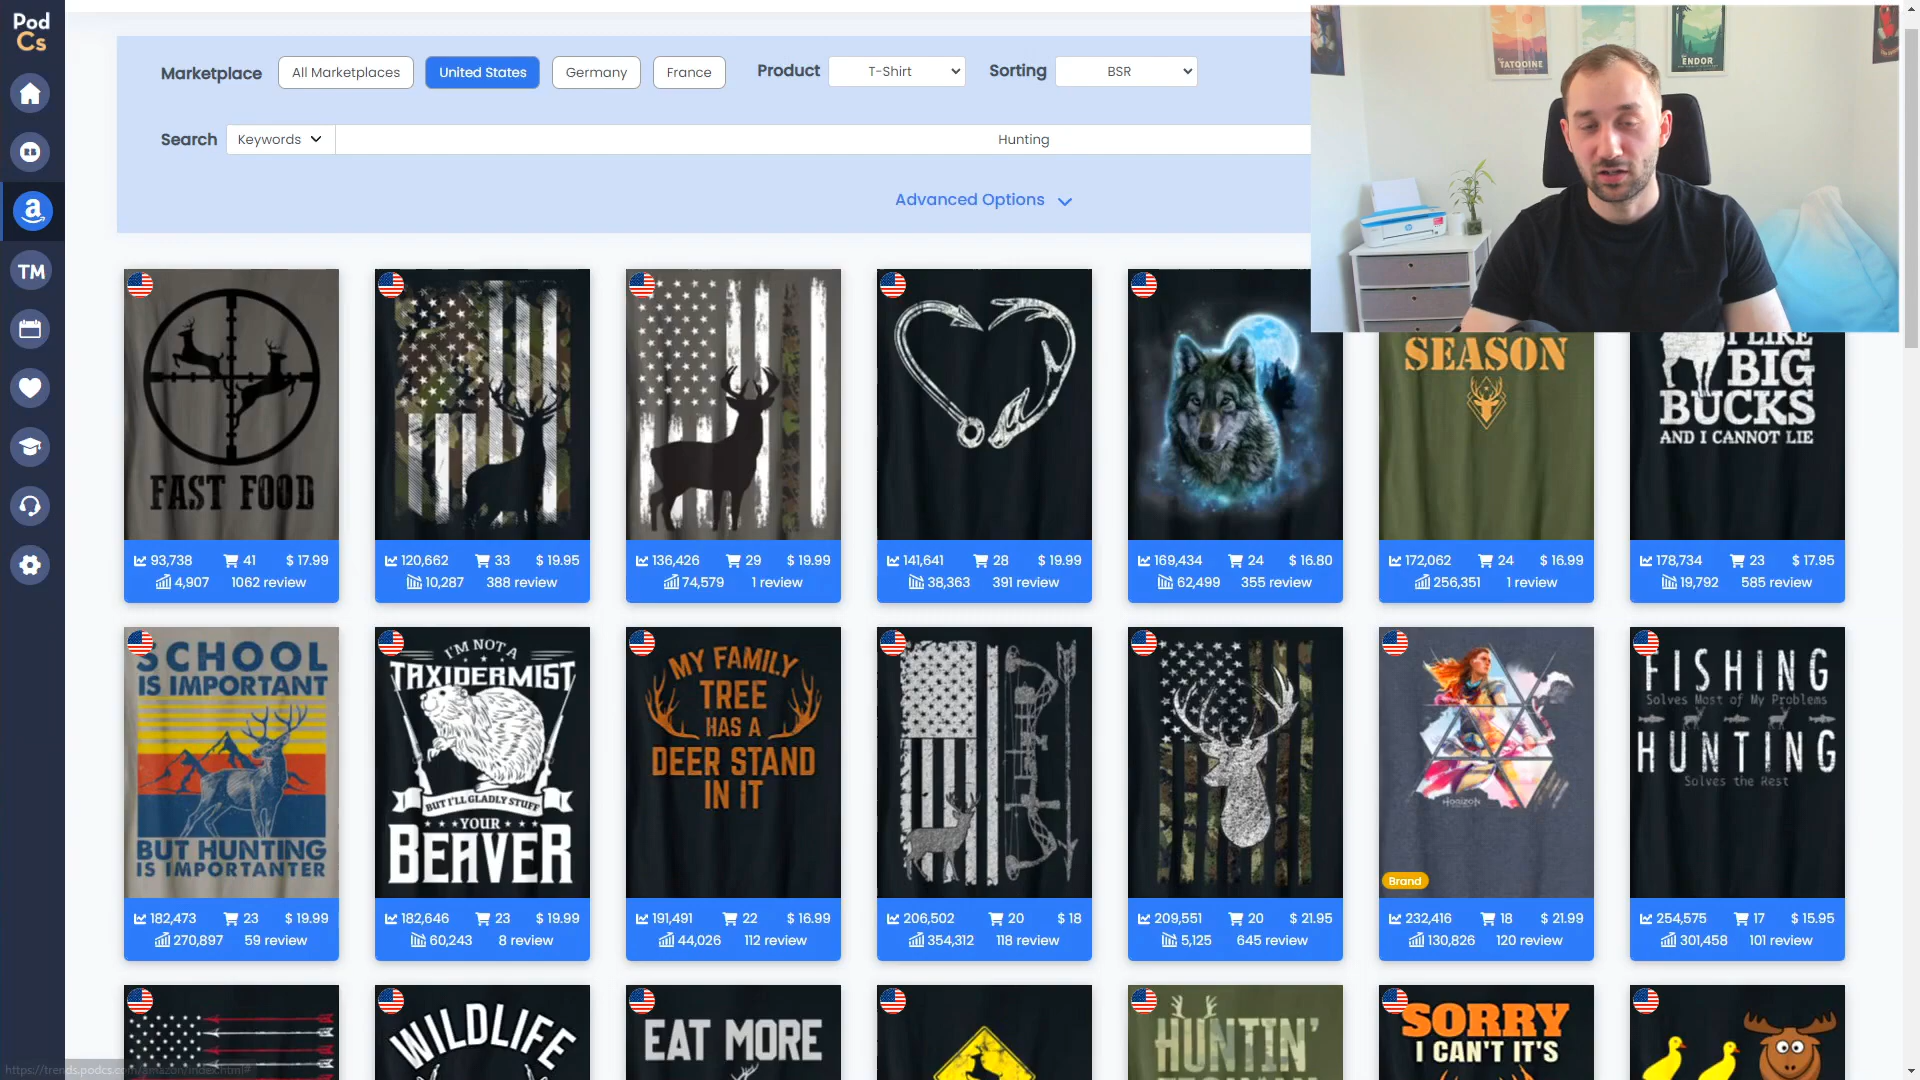 Pod
Cs
Marketplace
All Marketplaces
United States
Germany
France
Product
T-Shirt
Sorting
BSR
Search
Keywords
Hunting
Advanced Options
TM
TATOOINE
ENDOR
FAST FOOD
SEASON
I LIKE
BIG
BUCKS
AND I CANNOT LIE
93,738 41 $ 17.99
4,907 1062 review
120,662 33 $ 19.95
10,287 388 review
136,426 29 $ 19.99
74,579 1 review
141,641 28 $ 19.99
38,363 391 review
169,434 24 $ 16.80
62,499 355 review
172,062 24 $ 16.99
256,351 1 review
178,734 23 $ 17.95
19,792 585 review
SCHOOL
IS IMPORTANT
BUT HUNTING
IS IMPORTANTER
I'M NOT A
TAXIDERMIST
BUT I'LL GLADLY STUFF
YOUR
BEAVER
MY FAMILY
TREE
HAS A
DEER STAND
IN IT
Horizon
Brand
FISHING
Solves Most of My Problems
HUNTING
Solves the Rest
182,473 23 $ 19.99
270,897 59 review
182,646 23 $ 19.99
60,243 8 review
191,491 22 $ 16.99
44,026 112 review
206,502 20 $ 18
354,312 118 review
209,551 20 $ 21.95
5,125 645 review
232,416 18 $ 21.99
130,826 120 review
254,575 17 $ 15.95
301,458 101 review
WILDLIFE
EAT MORE
HUNTIN'
SORRY
I CAN'T IT'S
https://trends.podcs.com/amazon/index.html#